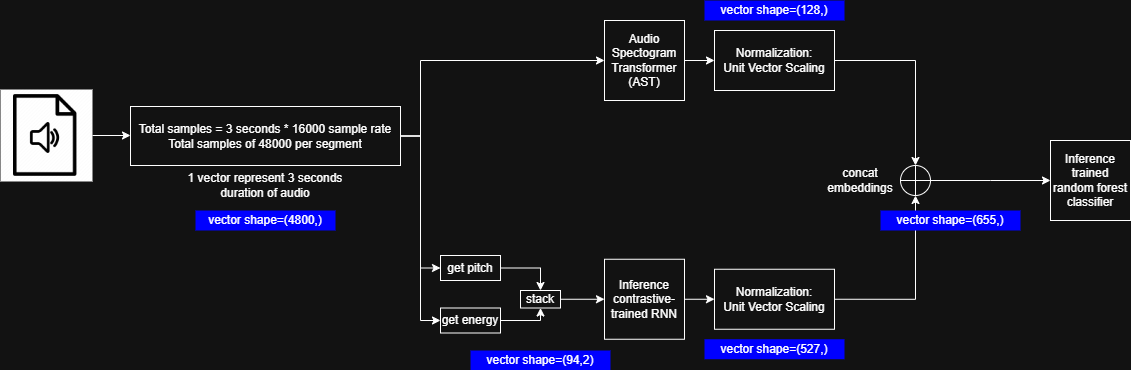 vector shape=(128,)
Audio
Spectogram
Transformer
(AST)
Normalization:
Unit Vector Scaling
Total samples = 3 seconds * 16000 sample rate
Total samples of 48000 per segment
1 vector represent 3 seconds
duration of audio
vector shape=(4800,)
concat
embeddings
Inference
trained
random forest
classifier
vector shape=(655,)
get pitch
stack
get energy
Inference
contrastive-
trained RNN
Normalization:
Unit Vector Scaling
vector shape=(527,)
vector shape=(94,2)